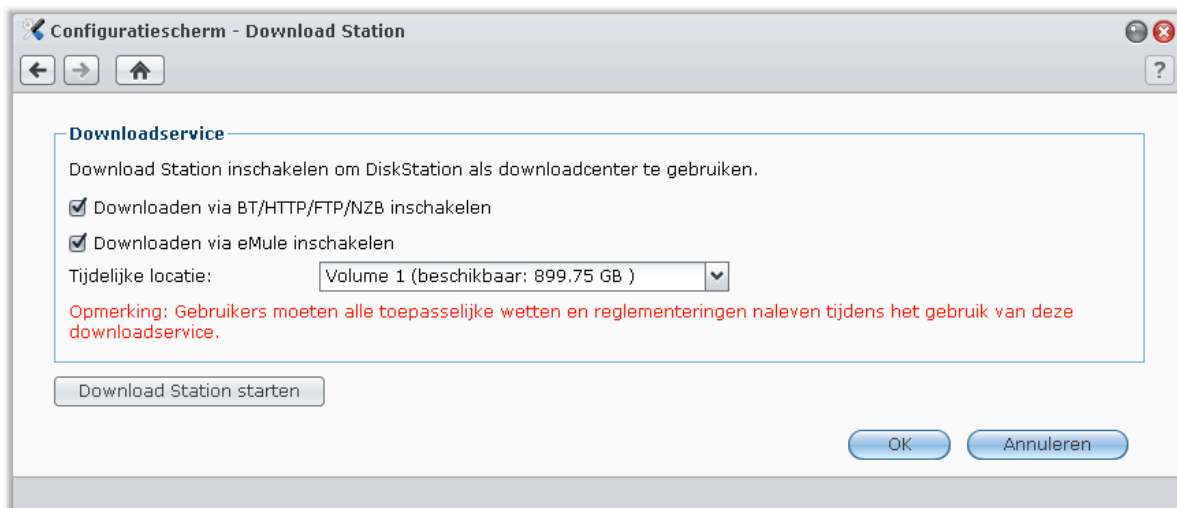 Configuratiescherm - Download Station
?
Downloadservice
Download Station inschakelen om DiskStation als downloadcenter te gebruiken.
Downloaden via BT/HTTP/FTP/NZB inschakelen
Downloaden via eMule inschakelen
Tijdelijke locatie: Volume 1 (beschikbaar: 899.75 GB )
Opmerking: Gebruikers moeten alle toepasselijke wetten en reglementeringen naleven tijdens het gebruik van deze
downloadservice.
Download Station starten
OK Annuleren